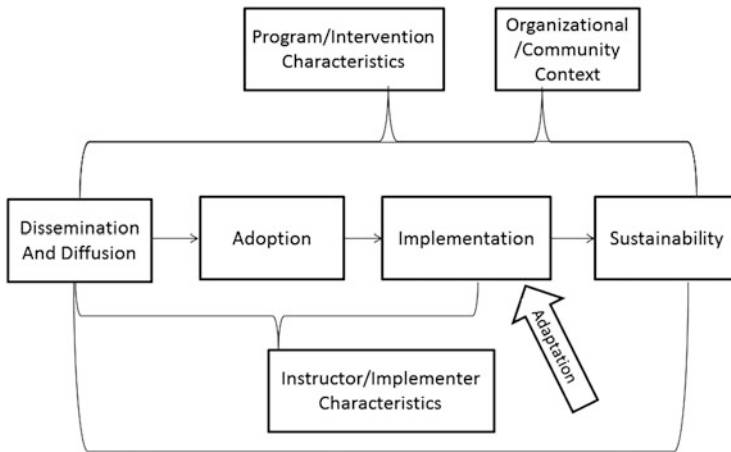 Program/Intervention
Characteristics
Organizational
/Community
Context
Dissemination
And Diffusion
Adoption
Implementation
Sustainability
Adaptation
Instructor/Implementer
Characteristics